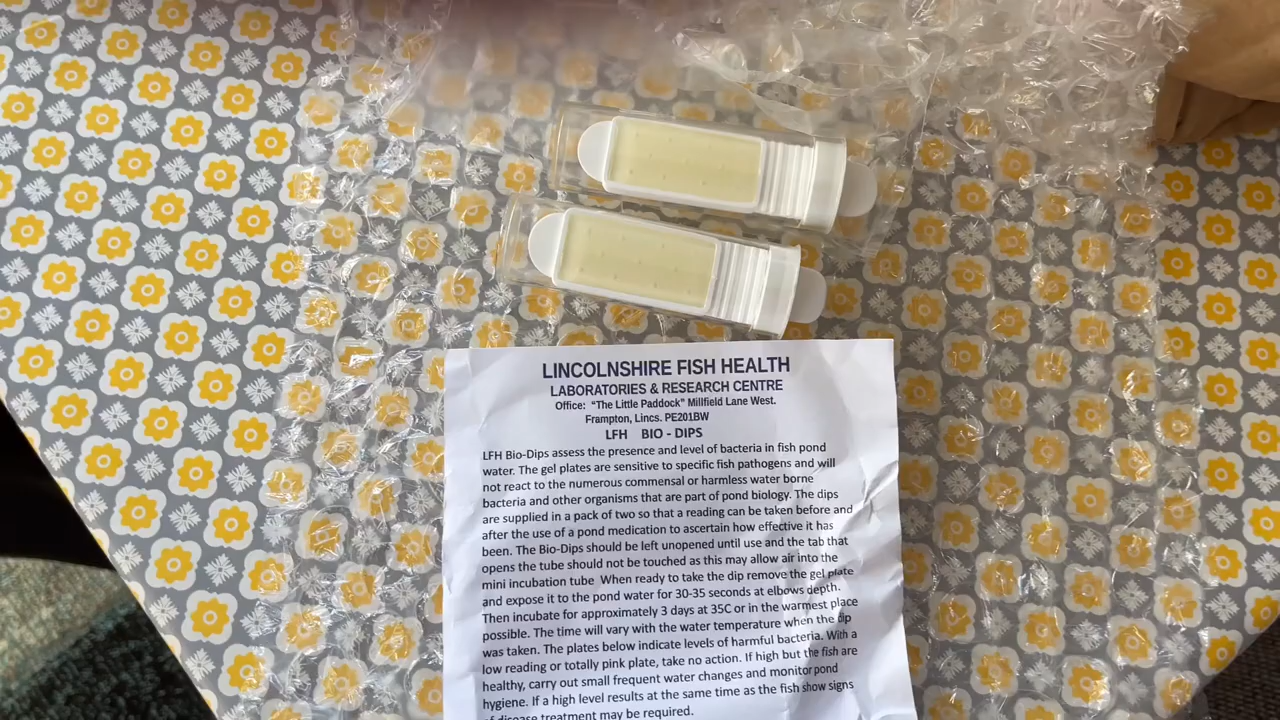 LINCOLNSHIRE FISH HEALTH
LABORATORIES & RESEARCH CENTRE
Office: "The Little Paddock" Millfield Lane West.
Frampton, Lincs. PE201BW
LFH BIO - DIPS
LFH Bio-Dips assess the presence and level of bacteria in fish pond
water. The gel plates are sensitive to specific fish pathogens and will
not react to the numerous commensal or harmless water borne
bacteria and other organisms that are part of pond biology. The dips
are supplied in a pack of two so that a reading can be taken before and
after the use of a pond medication to ascertain how effective it has
been. The Bio-Dips should be left unopened until use and the tab that
opens the tube should not be touched as this may allow air into the
mini incubation tube When ready to take the dip remove the gel plate
and expose it to the pond water for 30-35 seconds at elbows depth.
Then incubate for approximately 3 days at 35C or in the warmest place
possible. The time will vary with the water temperature when the dip
was taken. The plates below indicate levels of harmful bacteria. With a
low reading or totally pink plate, take no action. If high but the fish are
healthy, carry out small frequent water changes and monitor pond
hygiene. If a high level results at the same time as the fish show signs
of disease treatment may be required.